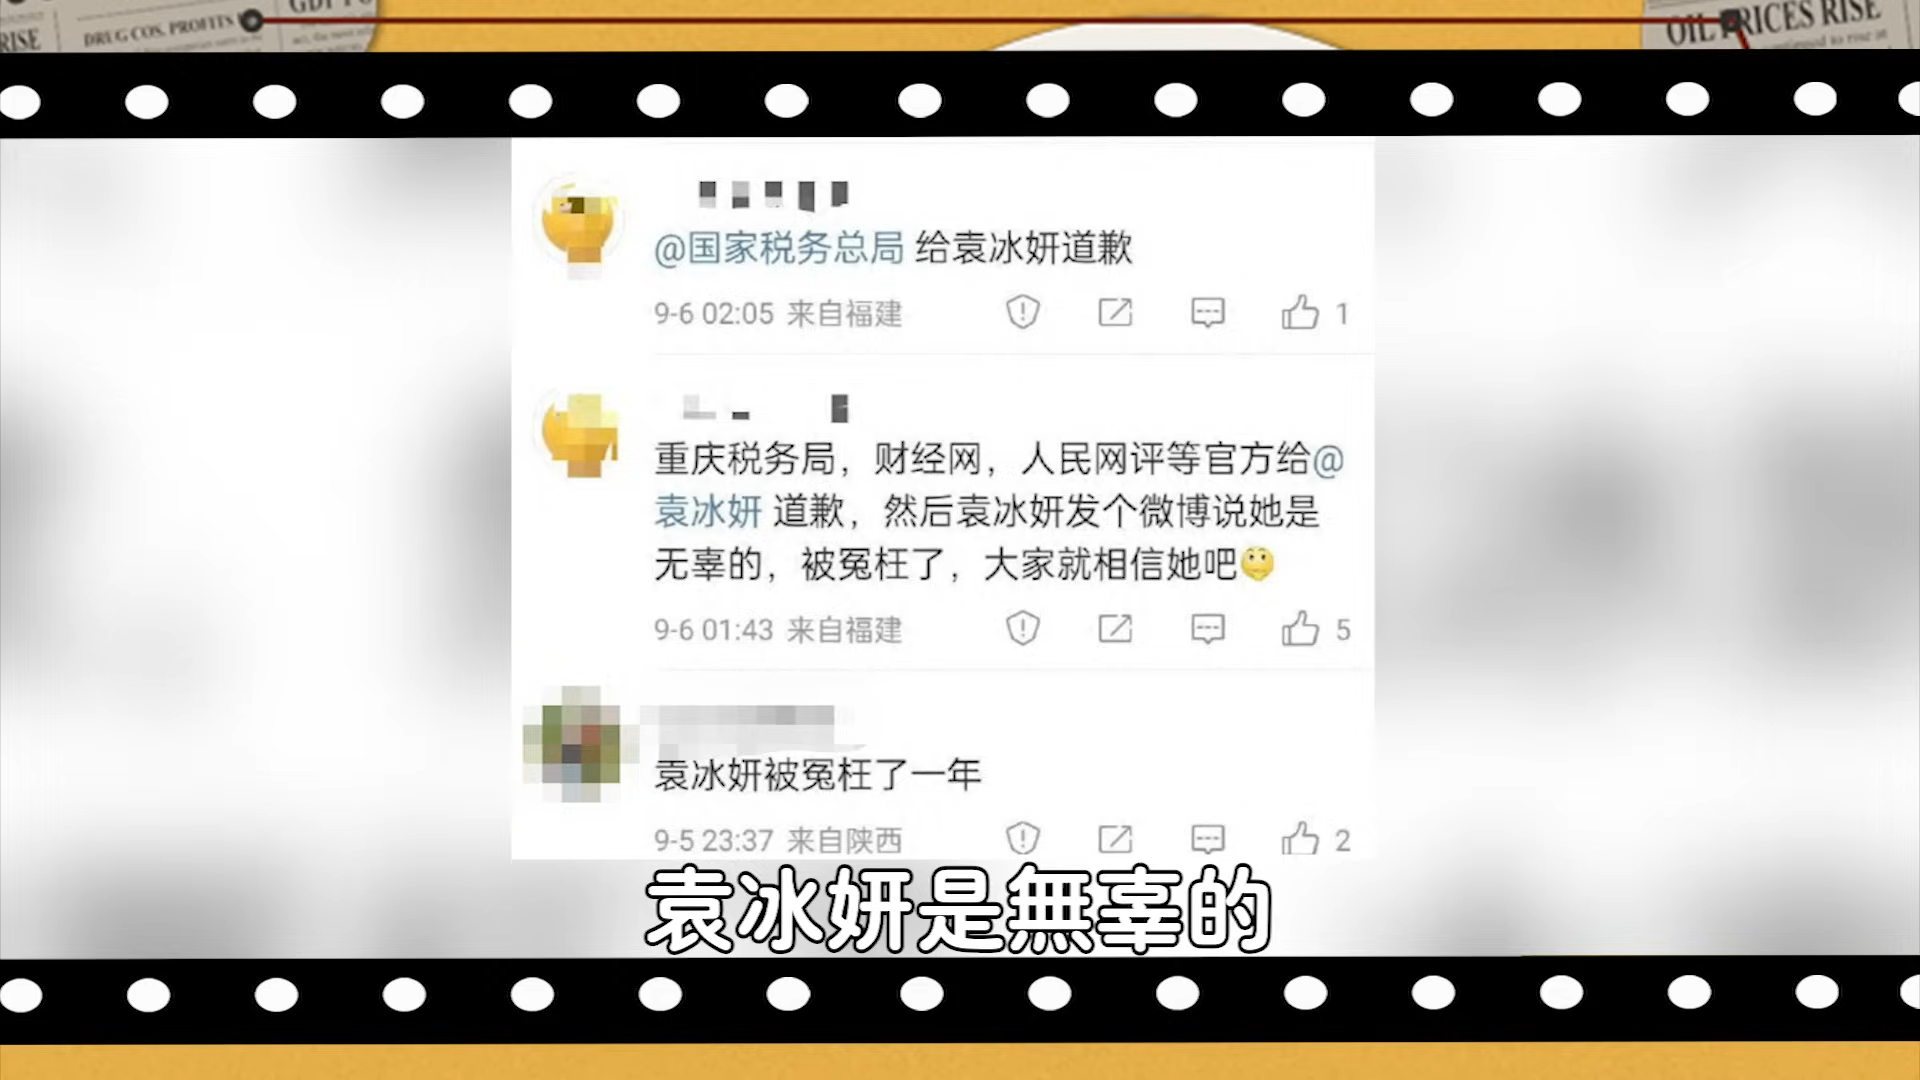 RISE
DRUG COS. PROFITS
OIL PRICES RISE
@国家税务总局 给袁冰妍道歉
9-6 02:05 来自福建
1
重庆税务局，财经网，人民网评等官方给@
袁冰妍 道歉，然后袁冰妍发个微博说她是
无辜的，被冤枉了，大家就相信她吧
9-6 01:43 来自福建
5
袁冰妍被冤枉了一年
9-5 23:37 来自陕西
2
袁冰妍是無辜的